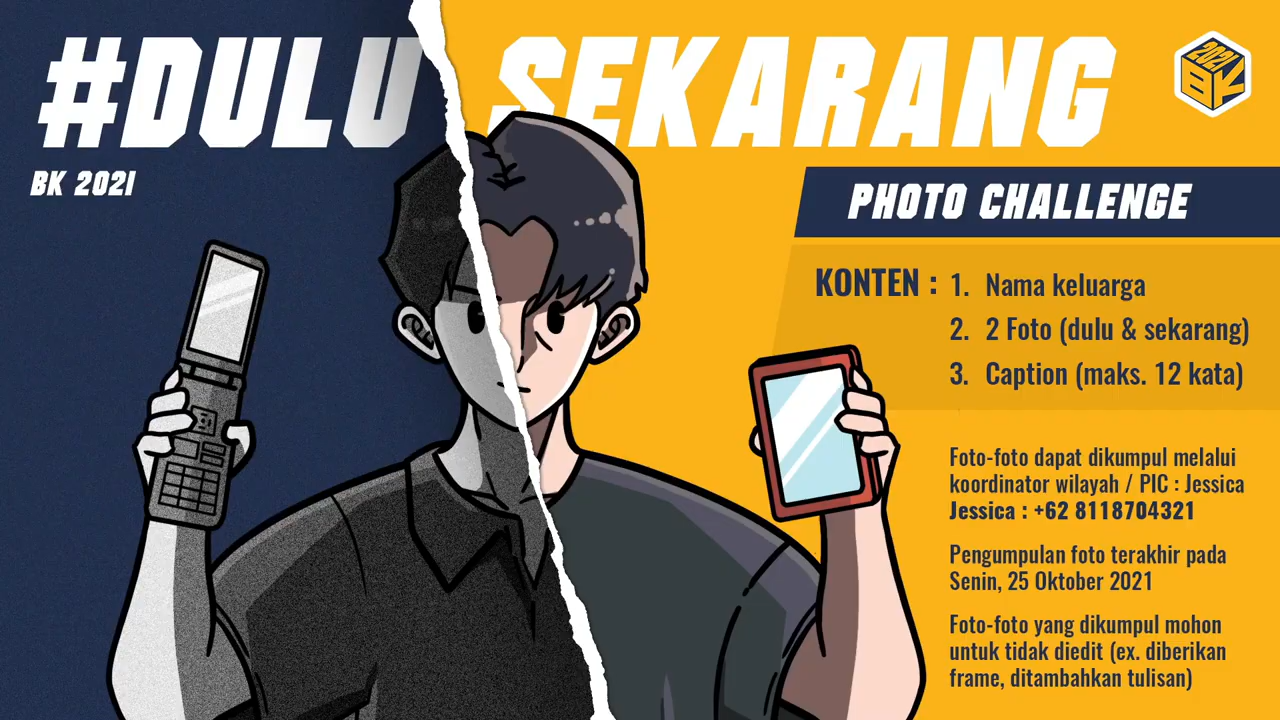 #DULU SEKARANG
BK 2021
2021
BK
PHOTO CHALLENGE
KONTEN : 1. Nama keluarga
2. 2 Foto (dulu & sekarang)
3. Caption (maks. 12 kata)
Foto-foto dapat dikumpul melalui
koordinator wilayah / PIC : Jessica
Jessica : +62 8118704321
Pengumpulan foto terakhir pada
Senin, 25 Oktober 2021
Foto-foto yang dikumpul mohon
untuk tidak diedit (ex. diberikan
frame, ditambahkan tulisan)